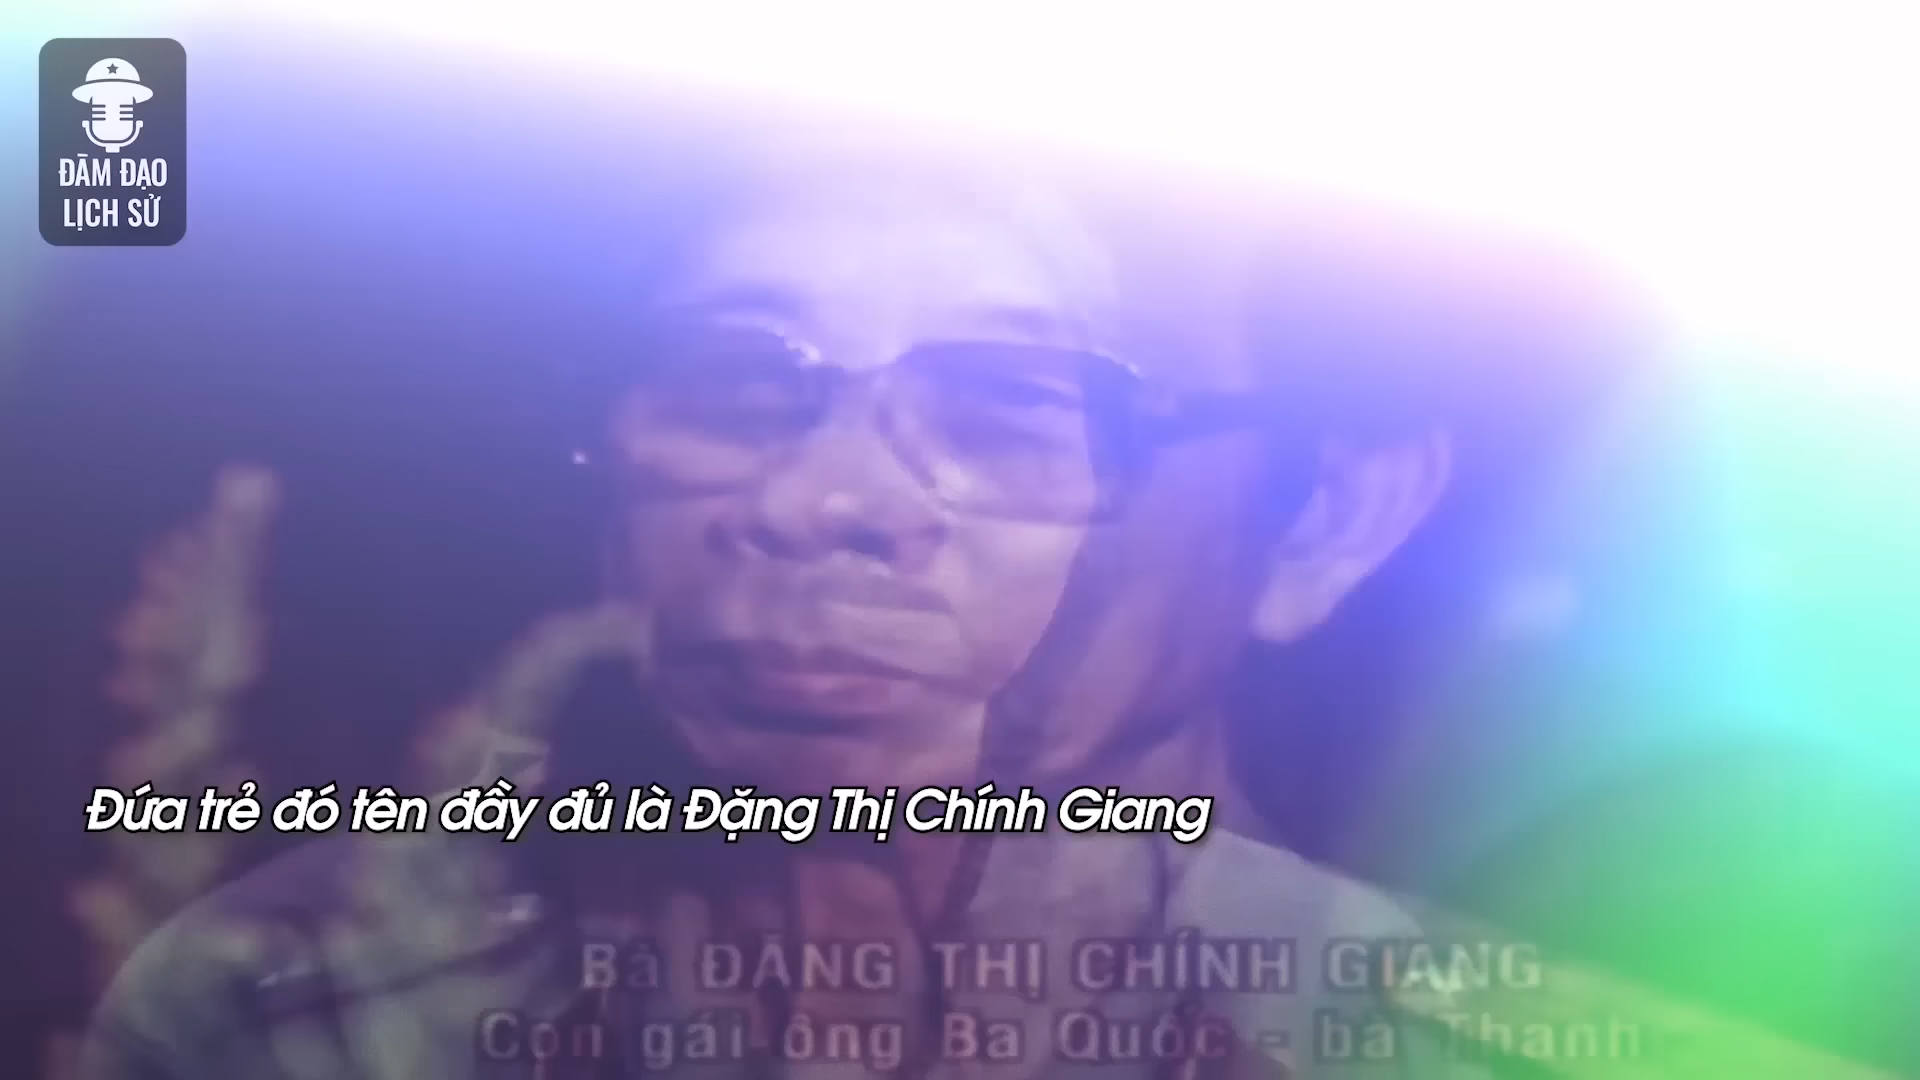 ĐÀM ĐẠO
LỊCH SỬ
Đứa trẻ đó tên đầy đủ là Đặng Thị Chính Giang
Bà ĐẶNG THỊ CHÍNH GIANG
Con gái ông Ba Quốc - bà Thanh